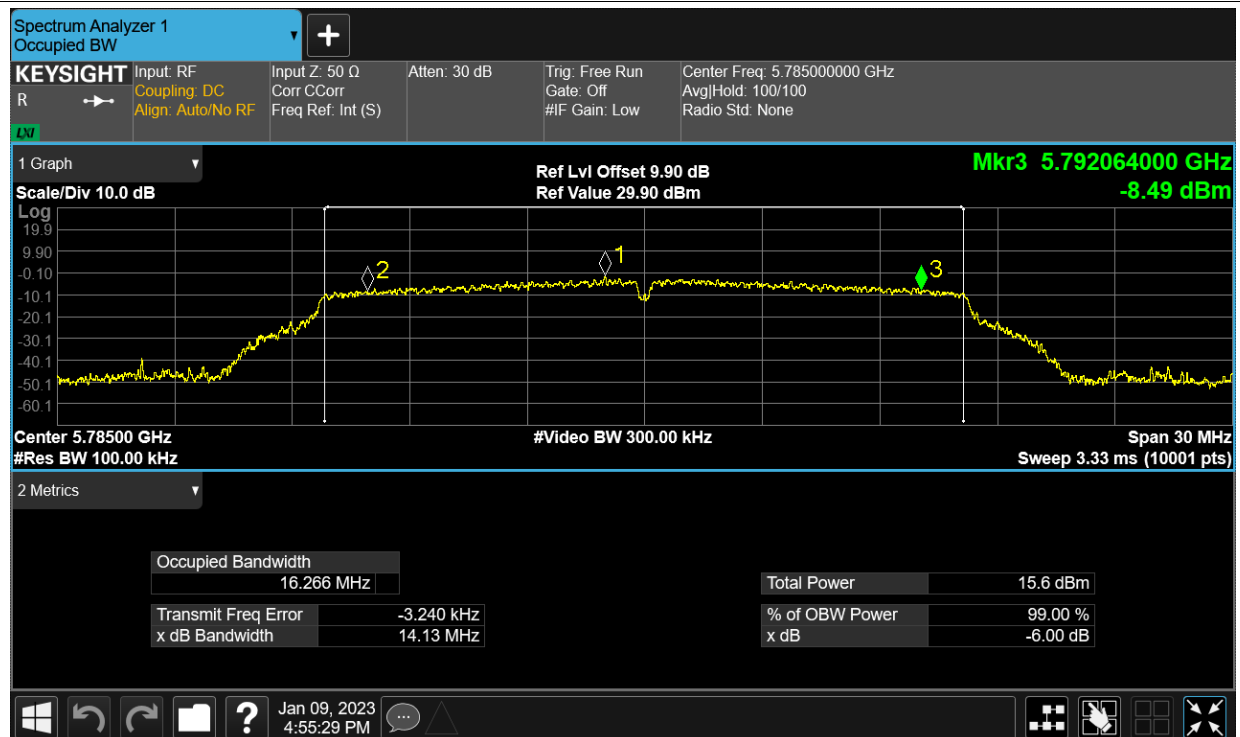 Spectrum Analyzer 1
Occupied BW
KEYSIGHT
R
LXI
Input: RF
Coupling: DC
Align: Auto/No RF
Input Z: 50 Ω
Corr CCorr
Freq Ref: Int (S)
Atten: 30 dB
Trig: Free Run
Gate: Off
#IF Gain: Low
Center Freq: 5.785000000 GHz
Avg|Hold: 100/100
Radio Std: None
1 Graph
Scale/Div 10.0 dB
Ref Lvl Offset 9.90 dB
Ref Value 29.90 dBm
Mkr3 5.792064000 GHz
-8.49 dBm
Log
19.9
9.90
-0.10
-10.1
-20.1
-30.1
-40.1
-50.1
-60.1
2
1
3
Center 5.78500 GHz
#Res BW 100.00 kHz
#Video BW 300.00 kHz
Span 30 MHz
Sweep 3.33 ms (10001 pts)
2 Metrics
Occupied Bandwidth
16.266 MHz
Transmit Freq Error -3.240 kHz
x dB Bandwidth 14.13 MHz
Total Power 15.6 dBm
% of OBW Power 99.00 %
x dB -6.00 dB
?
Jan 09, 2023
4:55:29 PM